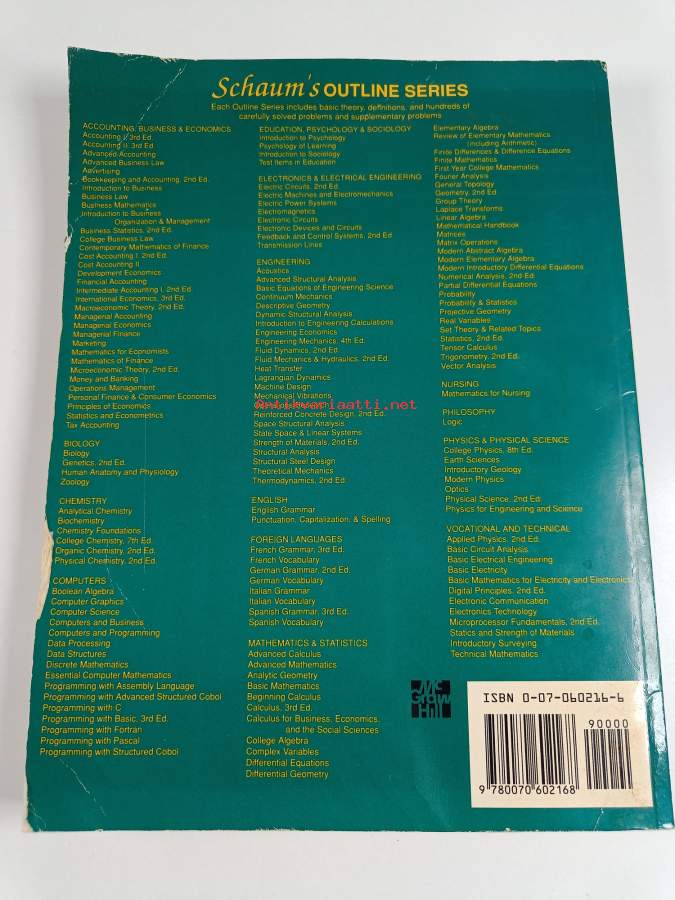 Schaum's OUTLINE SERIES
Each Outline Series includes basic theory, definitions, and hundreds of
carefully solved problems and supplementary problems
ACCOUNTING, BUSINESS & ECONOMICS
Accounting I, 3rd Ed.
Accounting II, 3rd Ed.
Advanced Accounting
Advanced Business Law
Advertising
Bookkeeping and Accounting, 2nd Ed.
Introduction to Business
Business Law
Business Mathematics
Introduction to Business
Organization & Management
Business Statistics, 2nd Ed.
College Business Law
Contemporary Mathematics of Finance
Cost Accounting I, 2nd Ed.
Cost Accounting II
Development Economics
Financial Accounting
Intermediate Accounting I, 2nd Ed.
International Economics, 3rd Ed.
Macroeconomic Theory, 2nd Ed.
Managerial Accounting
Managerial Economics
Managerial Finance
Marketing
Mathematics for Economists
Mathematics of Finance
Microeconomic Theory, 2nd Ed.
Money and Banking
Operations Management
Personal Finance & Consumer Economics
Principles of Economics
Statistics and Econometrics
Tax Accounting
BIOLOGY
Biology
Genetics, 2nd Ed.
Human Anatomy and Physiology
Zoology
CHEMISTRY
Analytical Chemistry
Biochemistry
Chemistry Foundations
College Chemistry, 7th Ed.
Organic Chemistry, 2nd Ed.
Physical Chemistry, 2nd Ed.
COMPUTERS
Boolean Algebra
Computer Graphics
Computer Science
Computers and Business
Computers and Programming
Data Processing
Data Structures
Discrete Mathematics
Essential Computer Mathematics
Programming with Assembly Language
Programming with Advanced Structured Cobol
Programming with C
Programming with Basic, 3rd Ed.
Programming with Fortran
Programming with Pascal
Programming with Structured Cobol
EDUCATION, PSYCHOLOGY & SOCIOLOGY
Introduction to Psychology
Psychology of Learning
Introduction to Sociology
Test Items in Education
ELECTRONICS & ELECTRICAL ENGINEERING
Electric Circuits, 2nd Ed.
Electric Machines and Electromechanics
Electric Power Systems
Electromagnetics
Electronic Circuits
Electronic Devices and Circuits
Feedback and Control Systems, 2nd Ed.
Transmission Lines
ENGINEERING
Acoustics
Advanced Structural Analysis
Basic Equations of Engineering Science
Continuum Mechanics
Descriptive Geometry
Dynamic Structural Analysis
Introduction to Engineering Calculations
Engineering Economics
Engineering Mechanics, 4th Ed.
Fluid Dynamics, 2nd Ed.
Fluid Mechanics & Hydraulics, 2nd Ed.
Heat Transfer
Lagrangian Dynamics
Machine Design
Mechanical Vibrations
Antikvariaatti.net
Reinforced Concrete Design, 2nd Ed.
Space Structural Analysis
State Space & Linear Systems
Strength of Materials, 2nd Ed.
Structural Analysis
Structural Steel Design
Theoretical Mechanics
Thermodynamics, 2nd Ed.
ENGLISH
English Grammar
Punctuation, Capitalization, & Spelling
FOREIGN LANGUAGES
French Grammar, 3rd Ed.
French Vocabulary
German Grammar, 2nd Ed.
German Vocabulary
Italian Grammar
Italian Vocabulary
Spanish Grammar, 3rd Ed.
Spanish Vocabulary
MATHEMATICS & STATISTICS
Advanced Calculus
Advanced Mathematics
Analytic Geometry
Basic Mathematics
Beginning Calculus
Calculus, 3rd Ed.
Calculus for Business, Economics,
and the Social Sciences
College Algebra
Complex Variables
Differential Equations
Differential Geometry
Elementary Algebra
Review of Elementary Mathematics
(including Arithmetic)
Finite Differences & Difference Equations
Finite Mathematics
First Year College Mathematics
Fourier Analysis
General Topology
Geometry, 2nd Ed
Group Theory
Laplace Transforms
Linear Algebra
Mathematical Handbook
Matrices
Matrix Operations
Modern Abstract Algebra
Modern Elementary Algebra
Modern Introductory Differential Equations
Numerical Analysis, 2nd Ed.
Partial Differential Equations
Probability
Probability & Statistics
Projective Geometry
Real Variables
Set Theory & Related Topics
Statistics, 2nd Ed.
Tensor Calculus
Trigonometry, 2nd Ed.
Vector Analysis
NURSING
Mathematics for Nursing
PHILOSOPHY
Logic
PHYSICS & PHYSICAL SCIENCE
College Physics, 8th Ed.
Earth Sciences
Introductory Geology
Modern Physics
Optics
Physical Science, 2nd Ed.
Physics for Engineering and Science
VOCATIONAL AND TECHNICAL
Applied Physics, 2nd Ed.
Basic Circuit Analysis
Basic Electrical Engineering
Basic Electricity
Basic Mathematics for Electricity and Electronics
Digital Principles, 2nd Ed.
Electronic Communication
Electronics Technology
Microprocessor Fundamentals, 2nd Ed.
Statics and Strength of Materials
Introductory Surveying
Technical Mathematics
Mc
Graw
Hill
ISBN 0-07-060216-6
90000
9 780070 602168